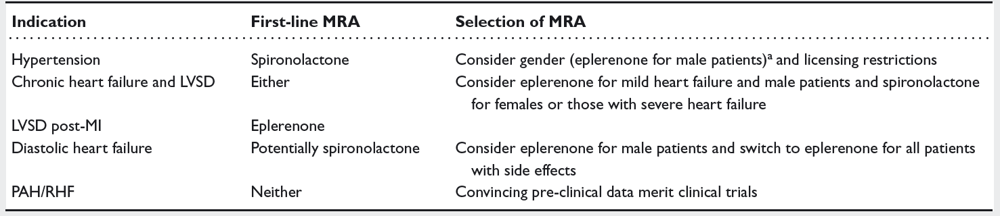 Indication First-line MRA Selection of MRA
Hypertension Spironolactone Consider gender (eplerenone for male patients)ᵃ and licensing restrictions
Chronic heart failure and LVSD Either Consider eplerenone for mild heart failure and male patients and spironolactone
for females or those with severe heart failure
LVSD post-MI Eplerenone
Diastolic heart failure Potentially spironolactone Consider eplerenone for male patients and switch to eplerenone for all patients
with side effects
PAH/RHF Neither Convincing pre-clinical data merit clinical trials